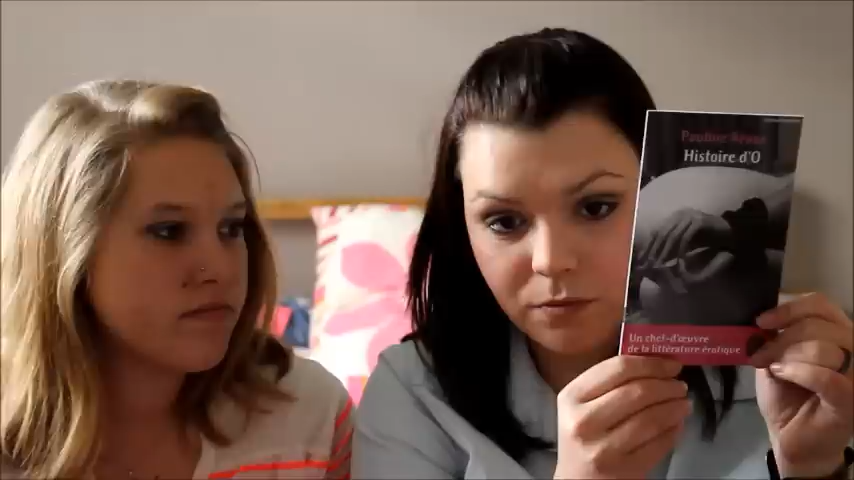 Pauline Réage
Histoire d'O
Un chef-d'œuvre
de la littérature érotique